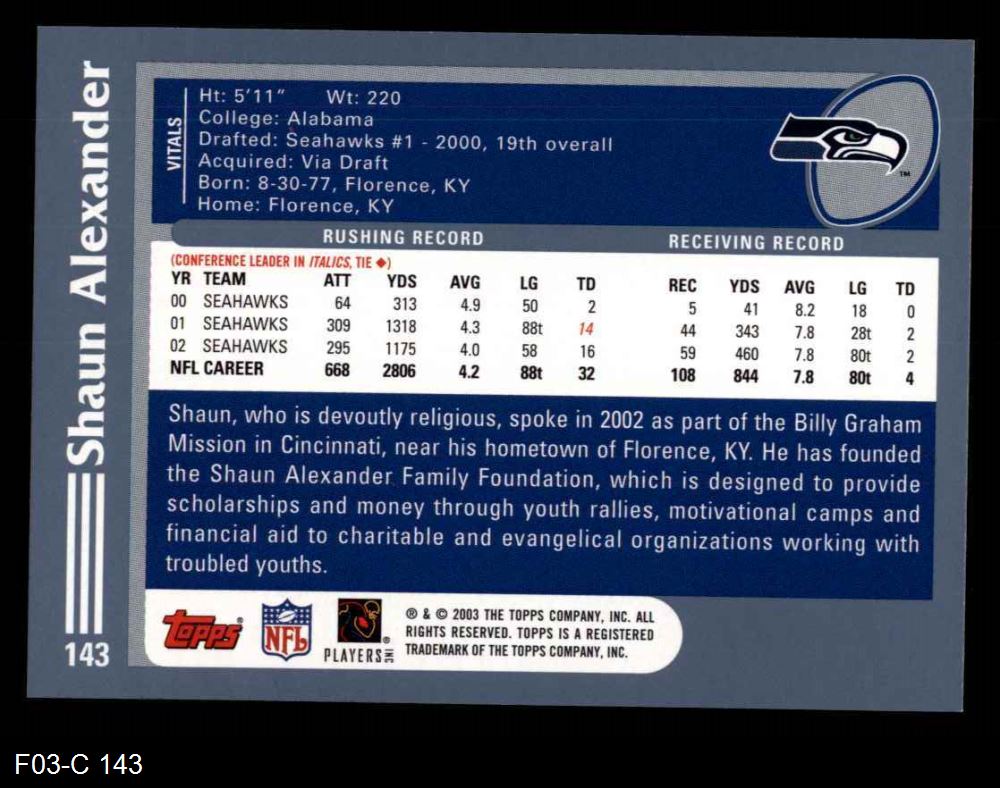 Shaun Alexander
143
VITALS
Ht: 5'11" Wt: 220
College: Alabama
Drafted: Seahawks #1 - 2000, 19th overall
Acquired: Via Draft
Born: 8-30-77, Florence, KY
Home: Florence, KY
TM
RUSHING RECORD RECEIVING RECORD
(CONFERENCE LEADER IN ITALICS, TIE ◆)
YR TEAM ATT YDS AVG LG TD REC YDS AVG LG TD
00 SEAHAWKS 64 313 4.9 50 2 5 41 8.2 18 0
01 SEAHAWKS 309 1318 4.3 88t 14 44 343 7.8 28t 2
02 SEAHAWKS 295 1175 4.0 58 16 59 460 7.8 80t 2
NFL CAREER 668 2806 4.2 88t 32 108 844 7.8 80t 4
Shaun, who is devoutly religious, spoke in 2002 as part of the Billy Graham
Mission in Cincinnati, near his hometown of Florence, KY. He has founded
the Shaun Alexander Family Foundation, which is designed to provide
scholarships and money through youth rallies, motivational camps and
financial aid to charitable and evangelical organizations working with
troubled youths.
Topps® NFL PLAYERS INC ®
® & © 2003 THE TOPPS COMPANY, INC. ALL
RIGHTS RESERVED. TOPPS IS A REGISTERED
TRADEMARK OF THE TOPPS COMPANY, INC.
F03-C 143